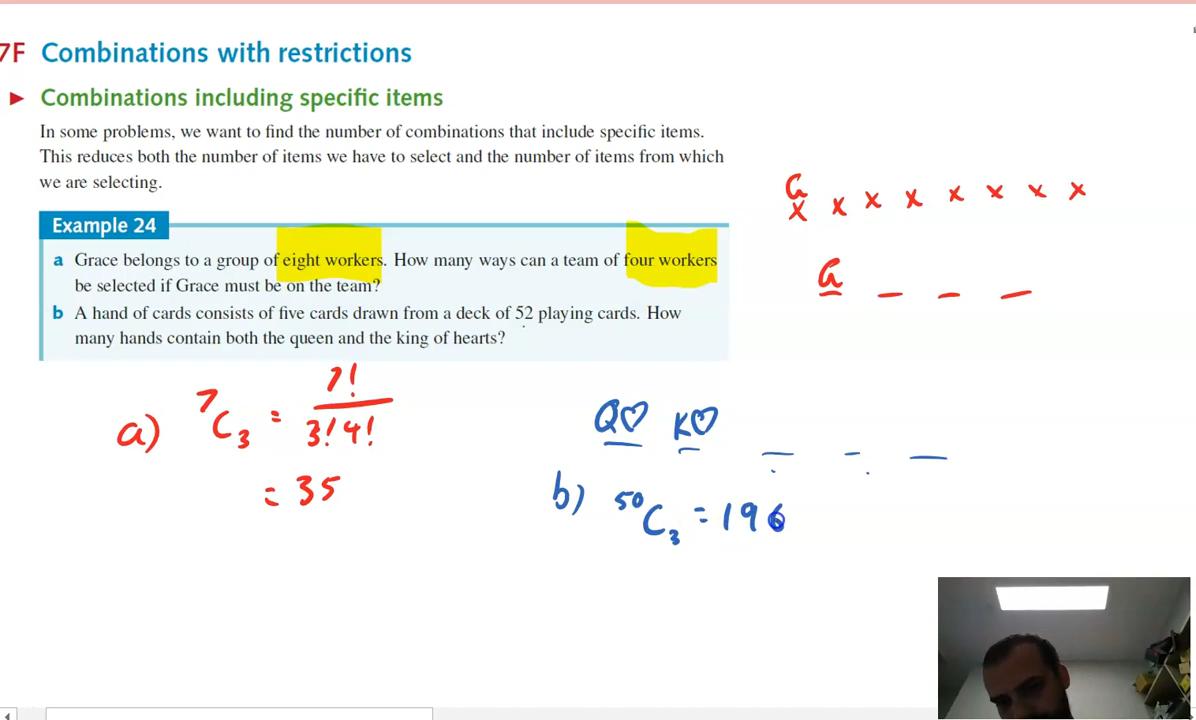 7F Combinations with restrictions
► Combinations including specific items
In some problems, we want to find the number of combinations that include specific items.
This reduces both the number of items we have to select and the number of items from which
we are selecting.
Example 24
a Grace belongs to a group of eight workers. How many ways can a team of four workers
be selected if Grace must be on the team?
b A hand of cards consists of five cards drawn from a deck of 52 playing cards. How
many hands contain both the queen and the king of hearts?
G
x x x x x x x x
G _ _ _
a) ⁷C₃ = 7!/3!4!
= 35
Q♡ K♡ _ _ _
b) ⁵⁰C₃ = 196